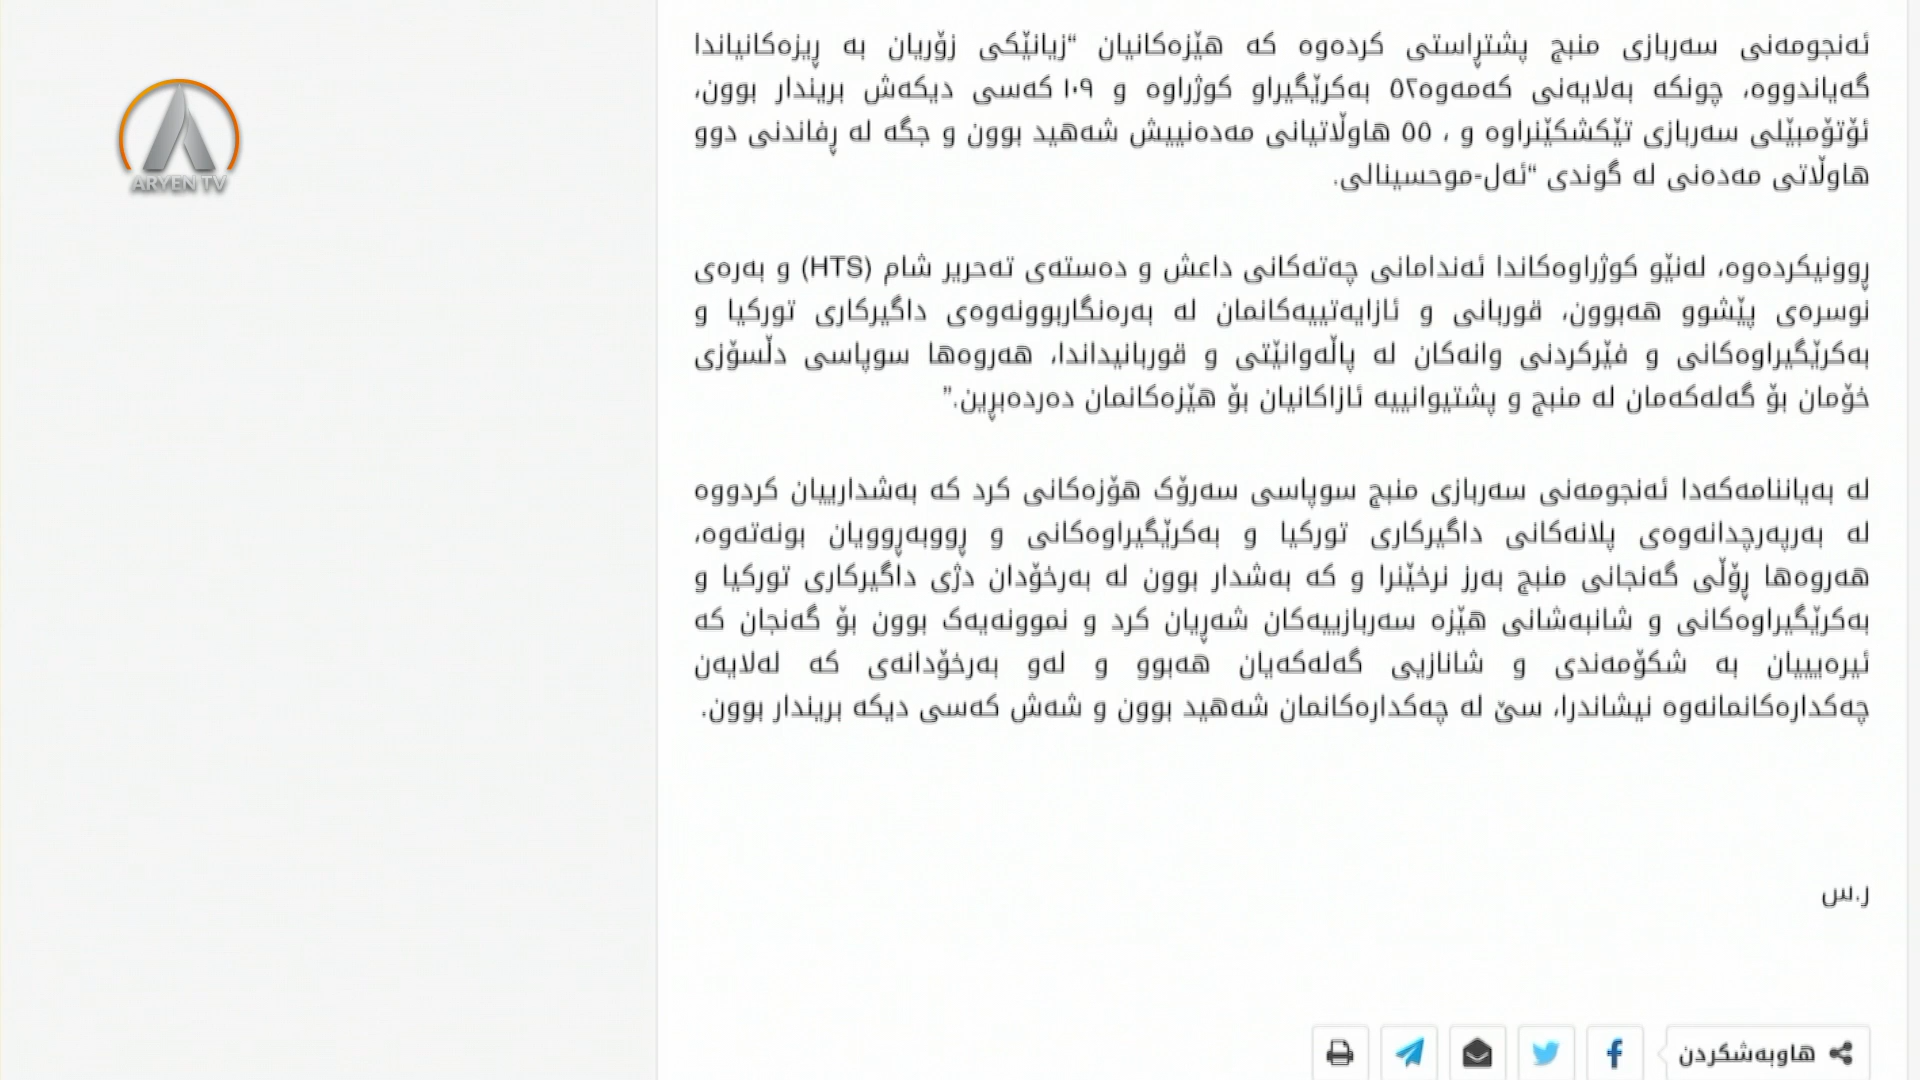 ئەنجومەنی سەربازی منبج پشتڕاستی کردەوە کە هێزەکانیان “زیانێکی زۆریان بە ڕیزەکانیاندا
گەیاندووە، چونکە بەلایەنی کەمەوە٥٢ بەکرێگیراو کوژراوە و ١٠٩ کەسی دیکەش بریندار بوون،
ئۆتۆمبێلی سەربازی تێکشکێنراوە و ، ٥٥ هاوڵاتیانی مەدەنییش شەهید بوون و جگە لە ڕفاندنی دوو
هاوڵاتی مەدەنی لە گوندی “ئەل-موحسینالی.
ڕوونیکردەوە، لەنێو کوژراوەکاندا ئەندامانی چەتەکانی داعش و دەستەی تەحریر شام (HTS) و بەرەی
نوسرەی پێشوو هەبوون، قوربانی و ئازایەتییەکانمان لە بەرەنگاربوونەوەی داگیرکاری تورکیا و
بەکرێگیراوەکانی و فێرکردنی وانەکان لە پاڵەوانێتی و قوربانیداندا، هەروەها سوپاسی دڵسۆزی
خۆمان بۆ گەلەکەمان لە منبج و پشتیوانییە ئازاکانیان بۆ هێزەکانمان دەردەبڕین.”
لە بەیاننامەکەدا ئەنجومەنی سەربازی منبج سوپاسی سەرۆک هۆزەکانی کرد کە بەشدارییان کردووە
لە بەرپەرچدانەوەی پلانەکانی داگیرکاری تورکیا و بەکرێگیراوەکانی و ڕووبەڕوویان بونەتەوە،
هەروەها ڕۆڵی گەنجانی منبج بەرز نرخێنرا و کە بەشدار بوون لە بەرخۆدان دژی داگیرکاری تورکیا و
بەکرێگیراوەکانی و شانبەشانی هێزە سەربازییەکان شەڕیان کرد و نموونەیەک بوون بۆ گەنجان کە
ئیرەیییان بە شکۆمەندی و شانازیی گەلەکەیان هەبوو و لەو بەرخۆدانەی کە لەلایەن
چەکدارەکانمانەوە نیشاندرا، سێ لە چەکدارەکانمان شەهید بوون و شەش کەسی دیکە بریندار بوون.
ر.س
هاوبەشکردن
ARYEN TV